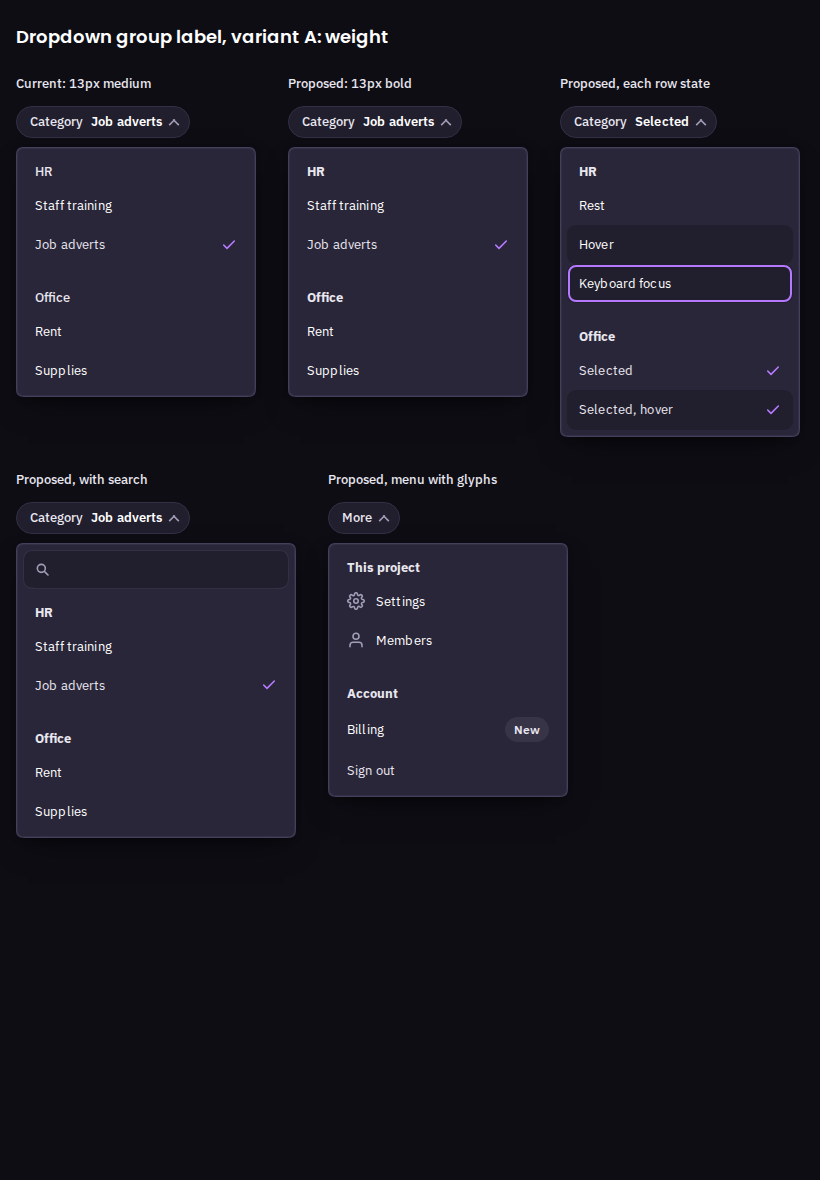 Dropdown group label, variant A: weight
Current: 13px medium
Category Job adverts
HR
Staff training
Job adverts
Office
Rent
Supplies
Proposed: 13px bold
Category Job adverts
HR
Staff training
Job adverts
Office
Rent
Supplies
Proposed, each row state
Category Selected
HR
Rest
Hover
Keyboard focus
Office
Selected
Selected, hover
Proposed, with search
Category Job adverts
HR
Staff training
Job adverts
Office
Rent
Supplies
Proposed, menu with glyphs
More
This project
Settings
Members
Account
Billing New
Sign out